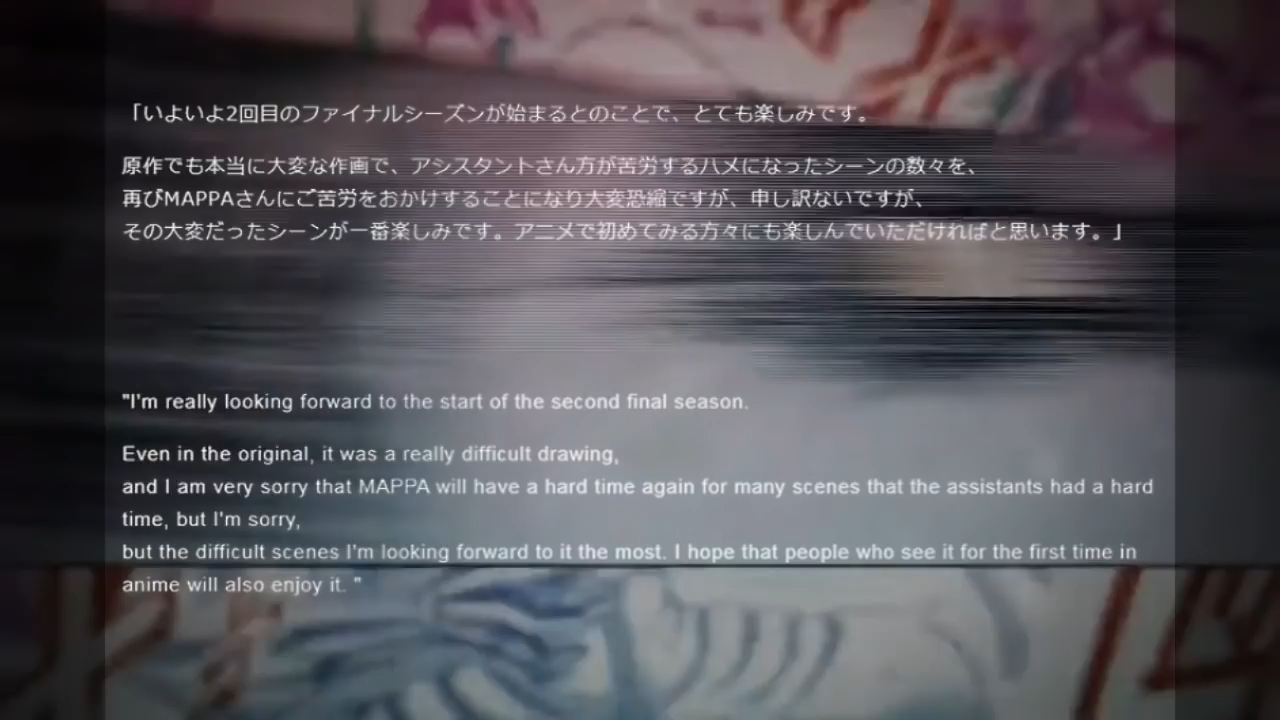 「いよいよ2回目のファイナルシーズンが始まるとのことで、とても楽しみです。
原作でも本当に大変な作画で、アシスタントさん方が苦労するハメになったシーンの数々を、
再びMAPPAさんにご苦労をおかけすることになり大変恐縮ですが、申し訳ないですが、
その大変だったシーンが一番楽しみです。アニメで初めてみる方々にも楽しんでいただければと思います。」
"I'm really looking forward to the start of the second final season.
Even in the original, it was a really difficult drawing,
and I am very sorry that MAPPA will have a hard time again for many scenes that the assistants had a hard
time, but I'm sorry,
but the difficult scenes I'm looking forward to it the most. I hope that people who see it for the first time in
anime will also enjoy it. "